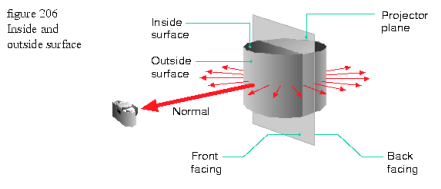 figure 206
Inside and
outside surface
Inside
surface
Projector
plane
Outside
surface
Normal
Front
facing
Back
facing